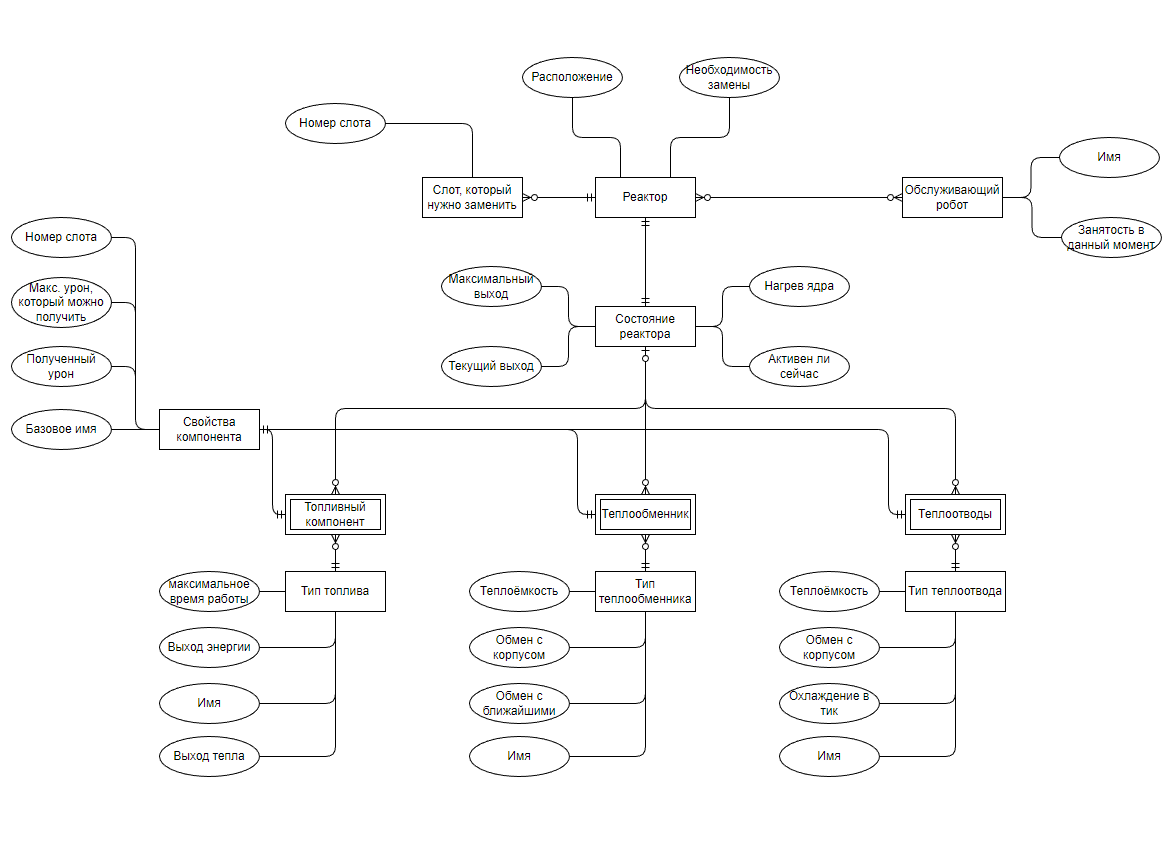 Расположение
Необходимость
замены
Номер слота
Имя
Слот, который
нужно заменить
Реактор
Обслуживающий
робот
Занятость в
данный момент
Номер слота
Макс. урон,
который можно
получить
Полученный
урон
Базовое имя
Максимальный
выход
Нагрев ядра
Состояние
реактора
Текущий выход
Активен ли
сейчас
Свойства
компонента
Топливный
компонент
Теплообменник
Теплоотводы
максимальное
время работы
Тип топлива
Теплоёмкость
Тип
теплообменника
Теплоёмкость
Тип теплоотвода
Выход энергии
Обмен с
корпусом
Обмен с
корпусом
Имя
Обмен с
ближайшими
Охлаждение в
тик
Выход тепла
Имя
Имя